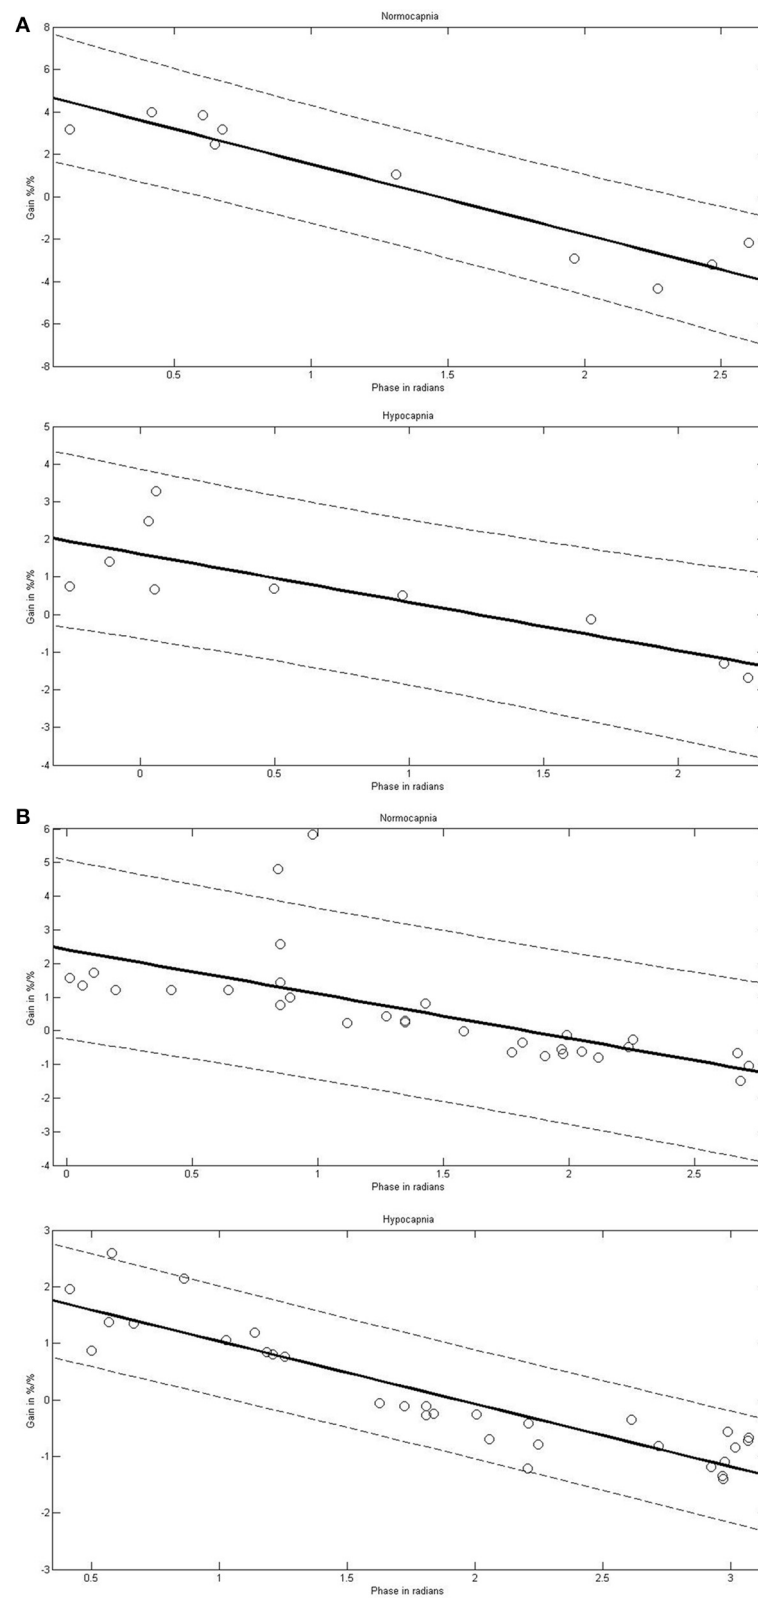 A
Normocapnia
8
6
4
2
0
-2
-4
-6
-8
Gain %/%
0.5 1 1.5 2 2.5
Phase in radians
Hypocapnia
5
4
3
2
1
0
-1
-2
-3
-4
Gain in %/%
0 0.5 1 1.5 2
Phase in radians
B
Normocapnia
6
5
4
3
2
1
0
-1
-2
-3
-4
Gain in %/%
0 0.5 1 1.5 2 2.5
Phase in radians
Hypocapnia
3
2
1
0
-1
-2
-3
Gain in %/%
0.5 1 1.5 2 2.5 3
Phase in radians